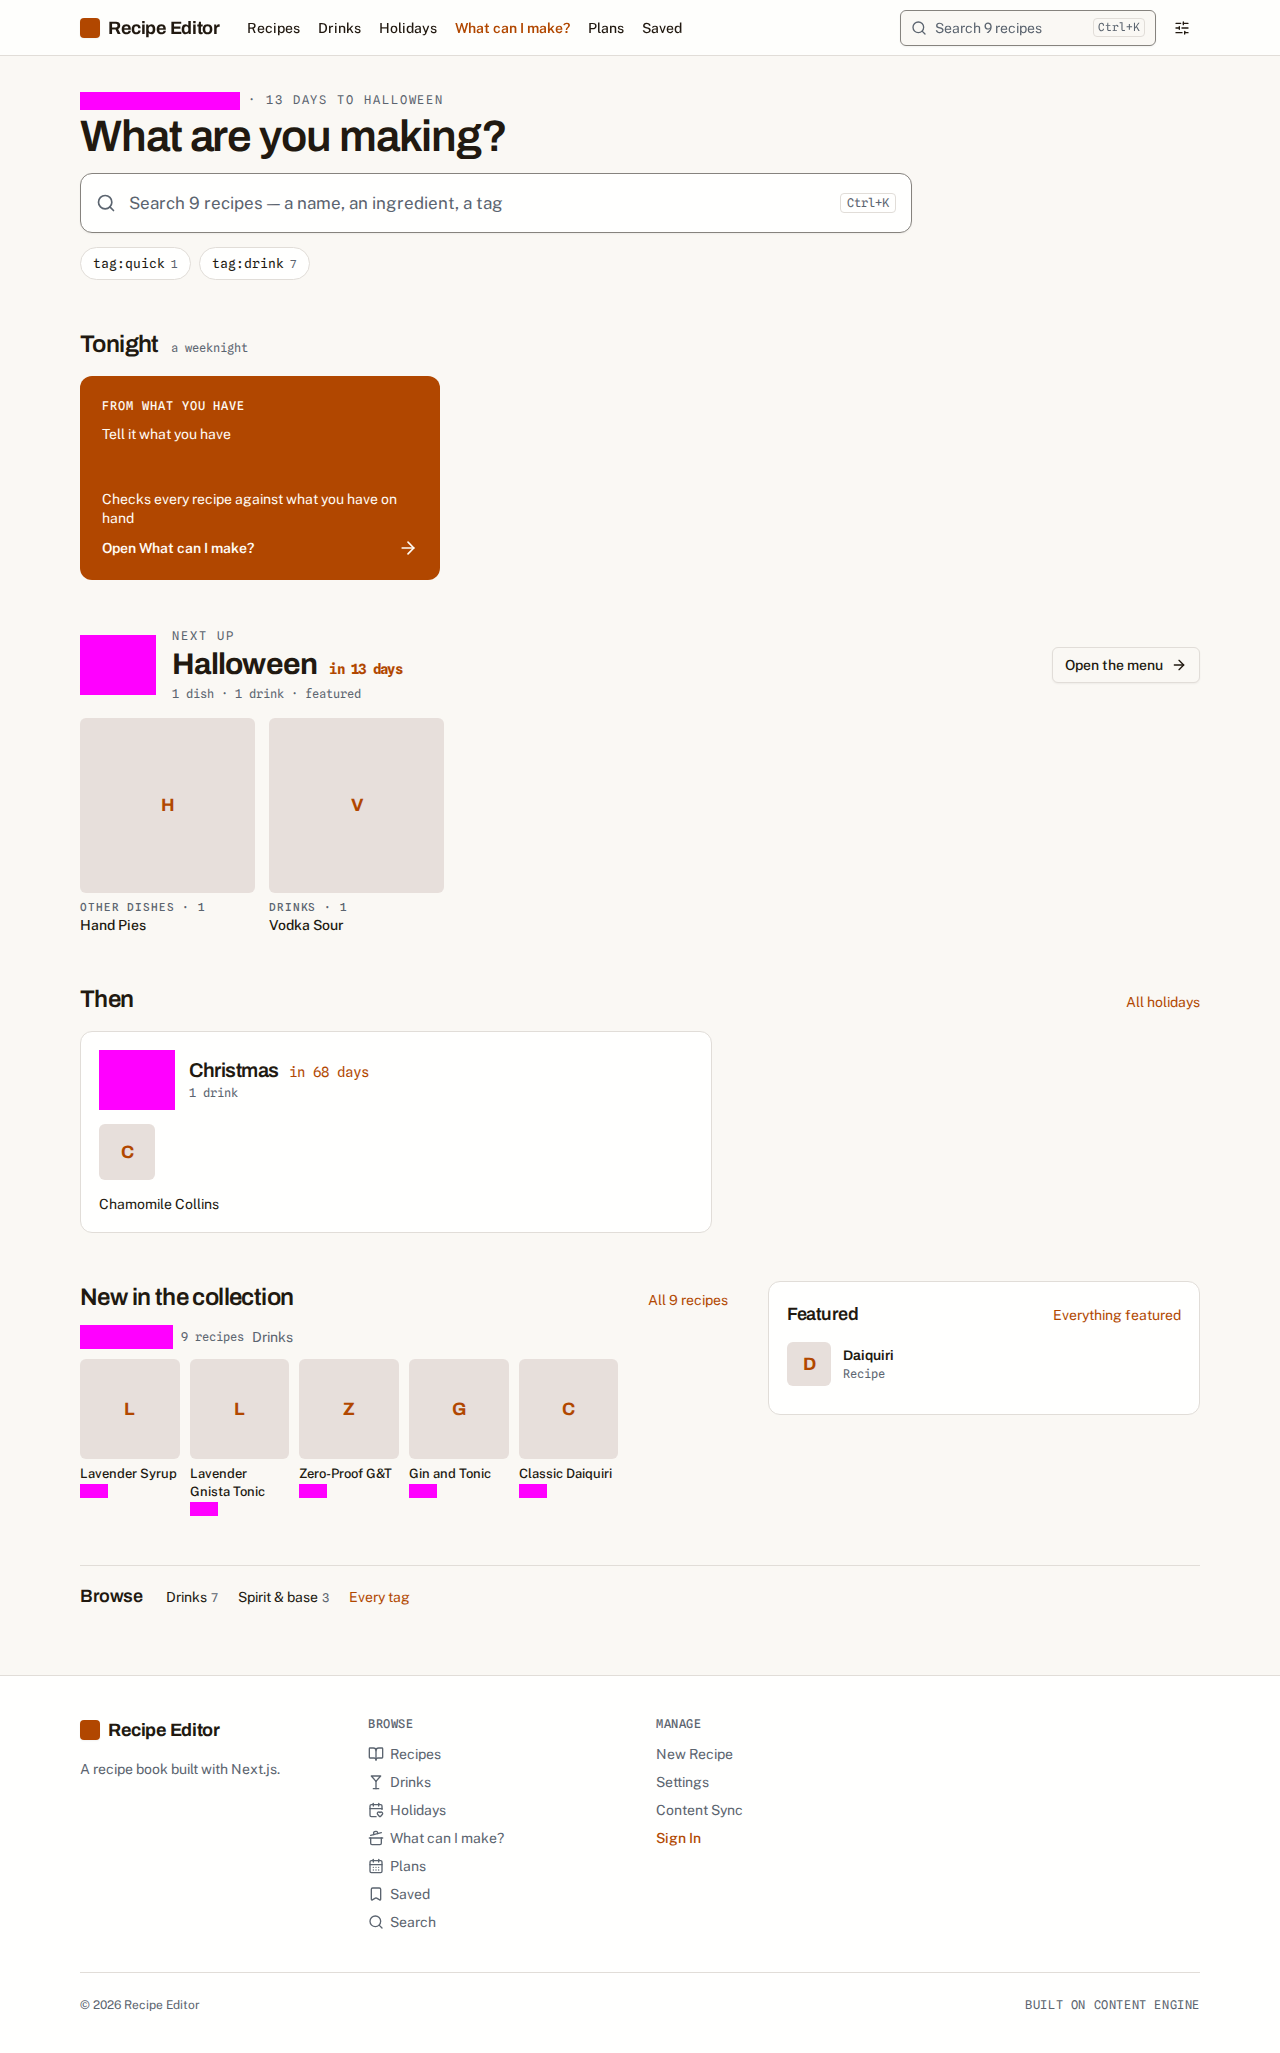 Recipe Editor
Recipes
Drinks
Holidays
What can I make?
Plans
Saved
Search 9 recipes
Ctrl+K
· 13 DAYS TO HALLOWEEN
What are you making?
Search 9 recipes — a name, an ingredient, a tag
Ctrl+K
tag:quick 1
tag:drink 7
Tonight
a weeknight
FROM WHAT YOU HAVE
Tell it what you have
Checks every recipe against what you have on
hand
Open What can I make?
NEXT UP
Halloween in 13 days
1 dish · 1 drink · featured
Open the menu
H
V
OTHER DISHES · 1
Hand Pies
DRINKS · 1
Vodka Sour
Then
All holidays
Christmas in 68 days
1 drink
C
Chamomile Collins
New in the collection
All 9 recipes
9 recipes Drinks
L
L
Z
G
C
Lavender Syrup
Lavender
Gnista Tonic
Zero-Proof G&T
Gin and Tonic
Classic Daiquiri
Featured
Everything featured
D
Daiquiri
Recipe
Browse
Drinks 7
Spirit & base 3
Every tag
Recipe Editor
A recipe book built with Next.js.
BROWSE
Recipes
Drinks
Holidays
What can I make?
Plans
Saved
Search
MANAGE
New Recipe
Settings
Content Sync
Sign In
© 2026 Recipe Editor
BUILT ON CONTENT ENGINE